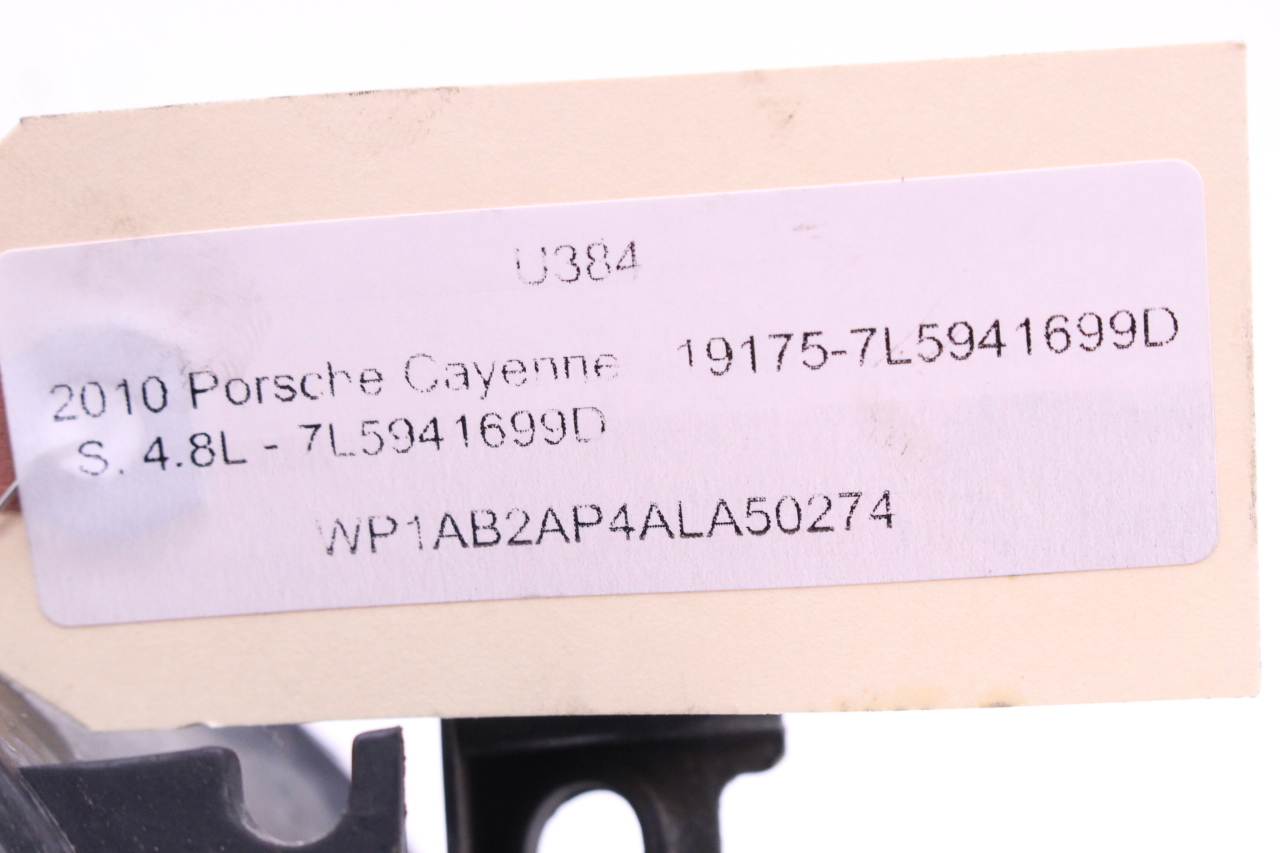 U384
2010 Porsche Cayenne 19175-7L5941699D
S. 4.8L - 7L5941699D
WP1AB2AP4ALA50274